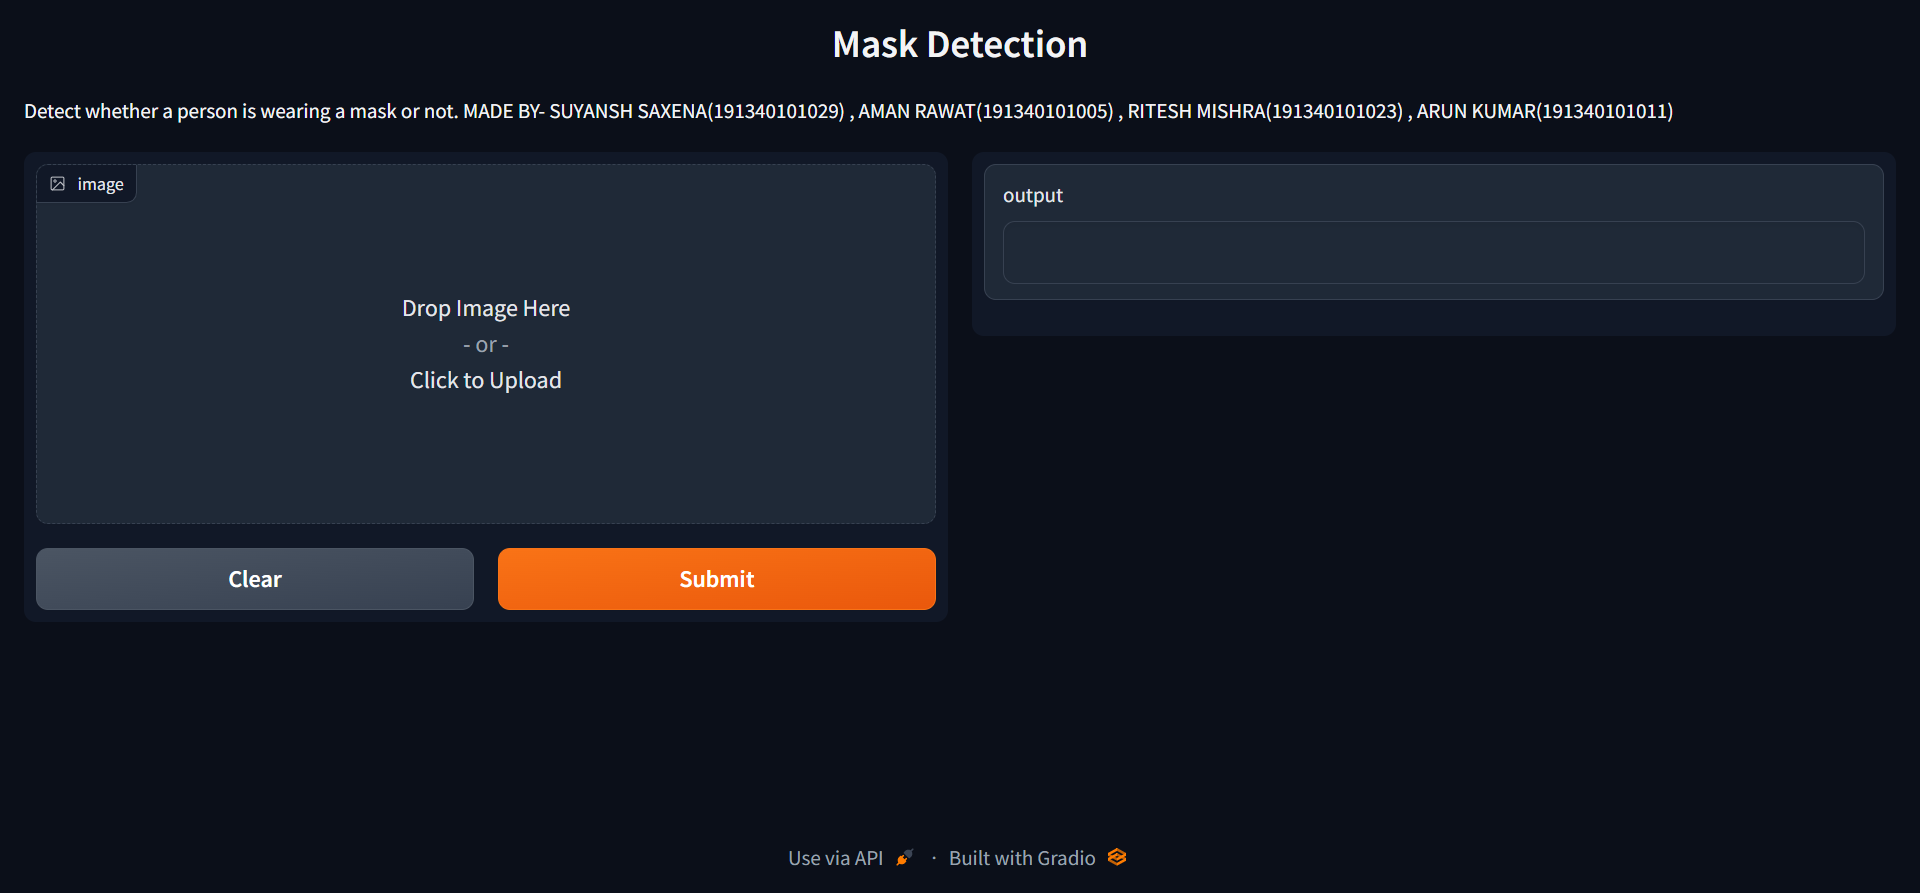 Mask Detection
Detect whether a person is wearing a mask or not. MADE BY- SUYANSH SAXENA(191340101029) , AMAN RAWAT(191340101005) , RITESH MISHRA(191340101023) , ARUN KUMAR(191340101011)
image
Drop Image Here
- or -
Click to Upload
Clear
Submit
output
Use via API · Built with Gradio